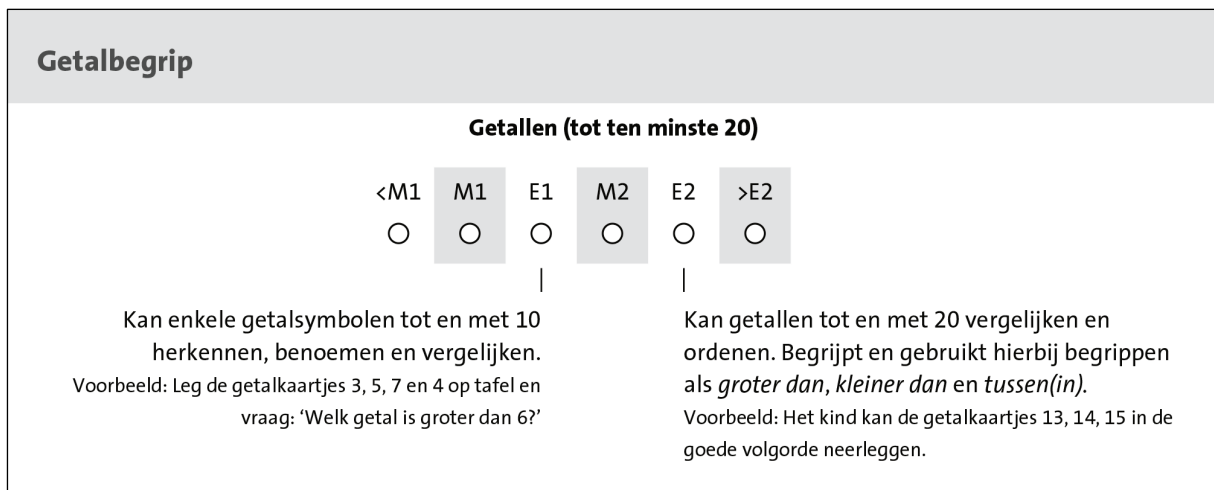 Getalbegrip
Getallen (tot ten minste 20)
<M1 M1 E1 M2 E2 >E2
Kan enkele getalsymbolen tot en met 10
herkennen, benoemen en vergelijken.
Voorbeeld: Leg de getalkaartjes 3, 5, 7 en 4 op tafel en
vraag: ‘Welk getal is groter dan 6?’
Kan getallen tot en met 20 vergelijken en
ordenen. Begrijpt en gebruikt hierbij begrippen
als groter dan, kleiner dan en tussen(in).
Voorbeeld: Het kind kan de getalkaartjes 13, 14, 15 in de
goede volgorde neerleggen.